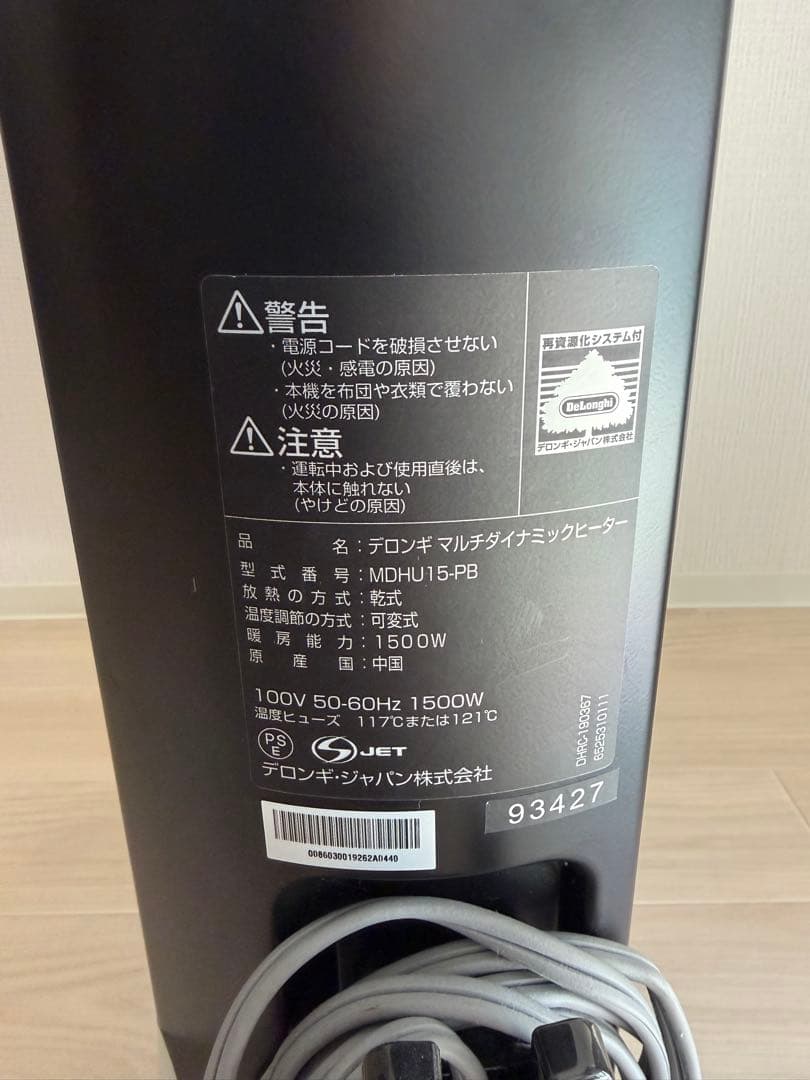 警告
・電源コードを破損させない
(火災・感電の原因)
・本機を布団や衣類で覆わない
(火災の原因)
注意
・運転中および使用直後は、
本体に触れない
(やけどの原因)
再資源化システム付
DeLonghi
デロンギ・ジャパン株式会社
品名：デロンギ マルチダイナミックヒーター
型式番号：MDHU15-PB
放熱の方式：乾式
温度調節の方式：可変式
暖房能力：1500W
原産国：中国
100V 50-60Hz 1500W
温度ヒューズ 117℃または121℃
PS
E
JET
デロンギ・ジャパン株式会社
DHRC-190367
6525310111
93427
0086030019262A0440